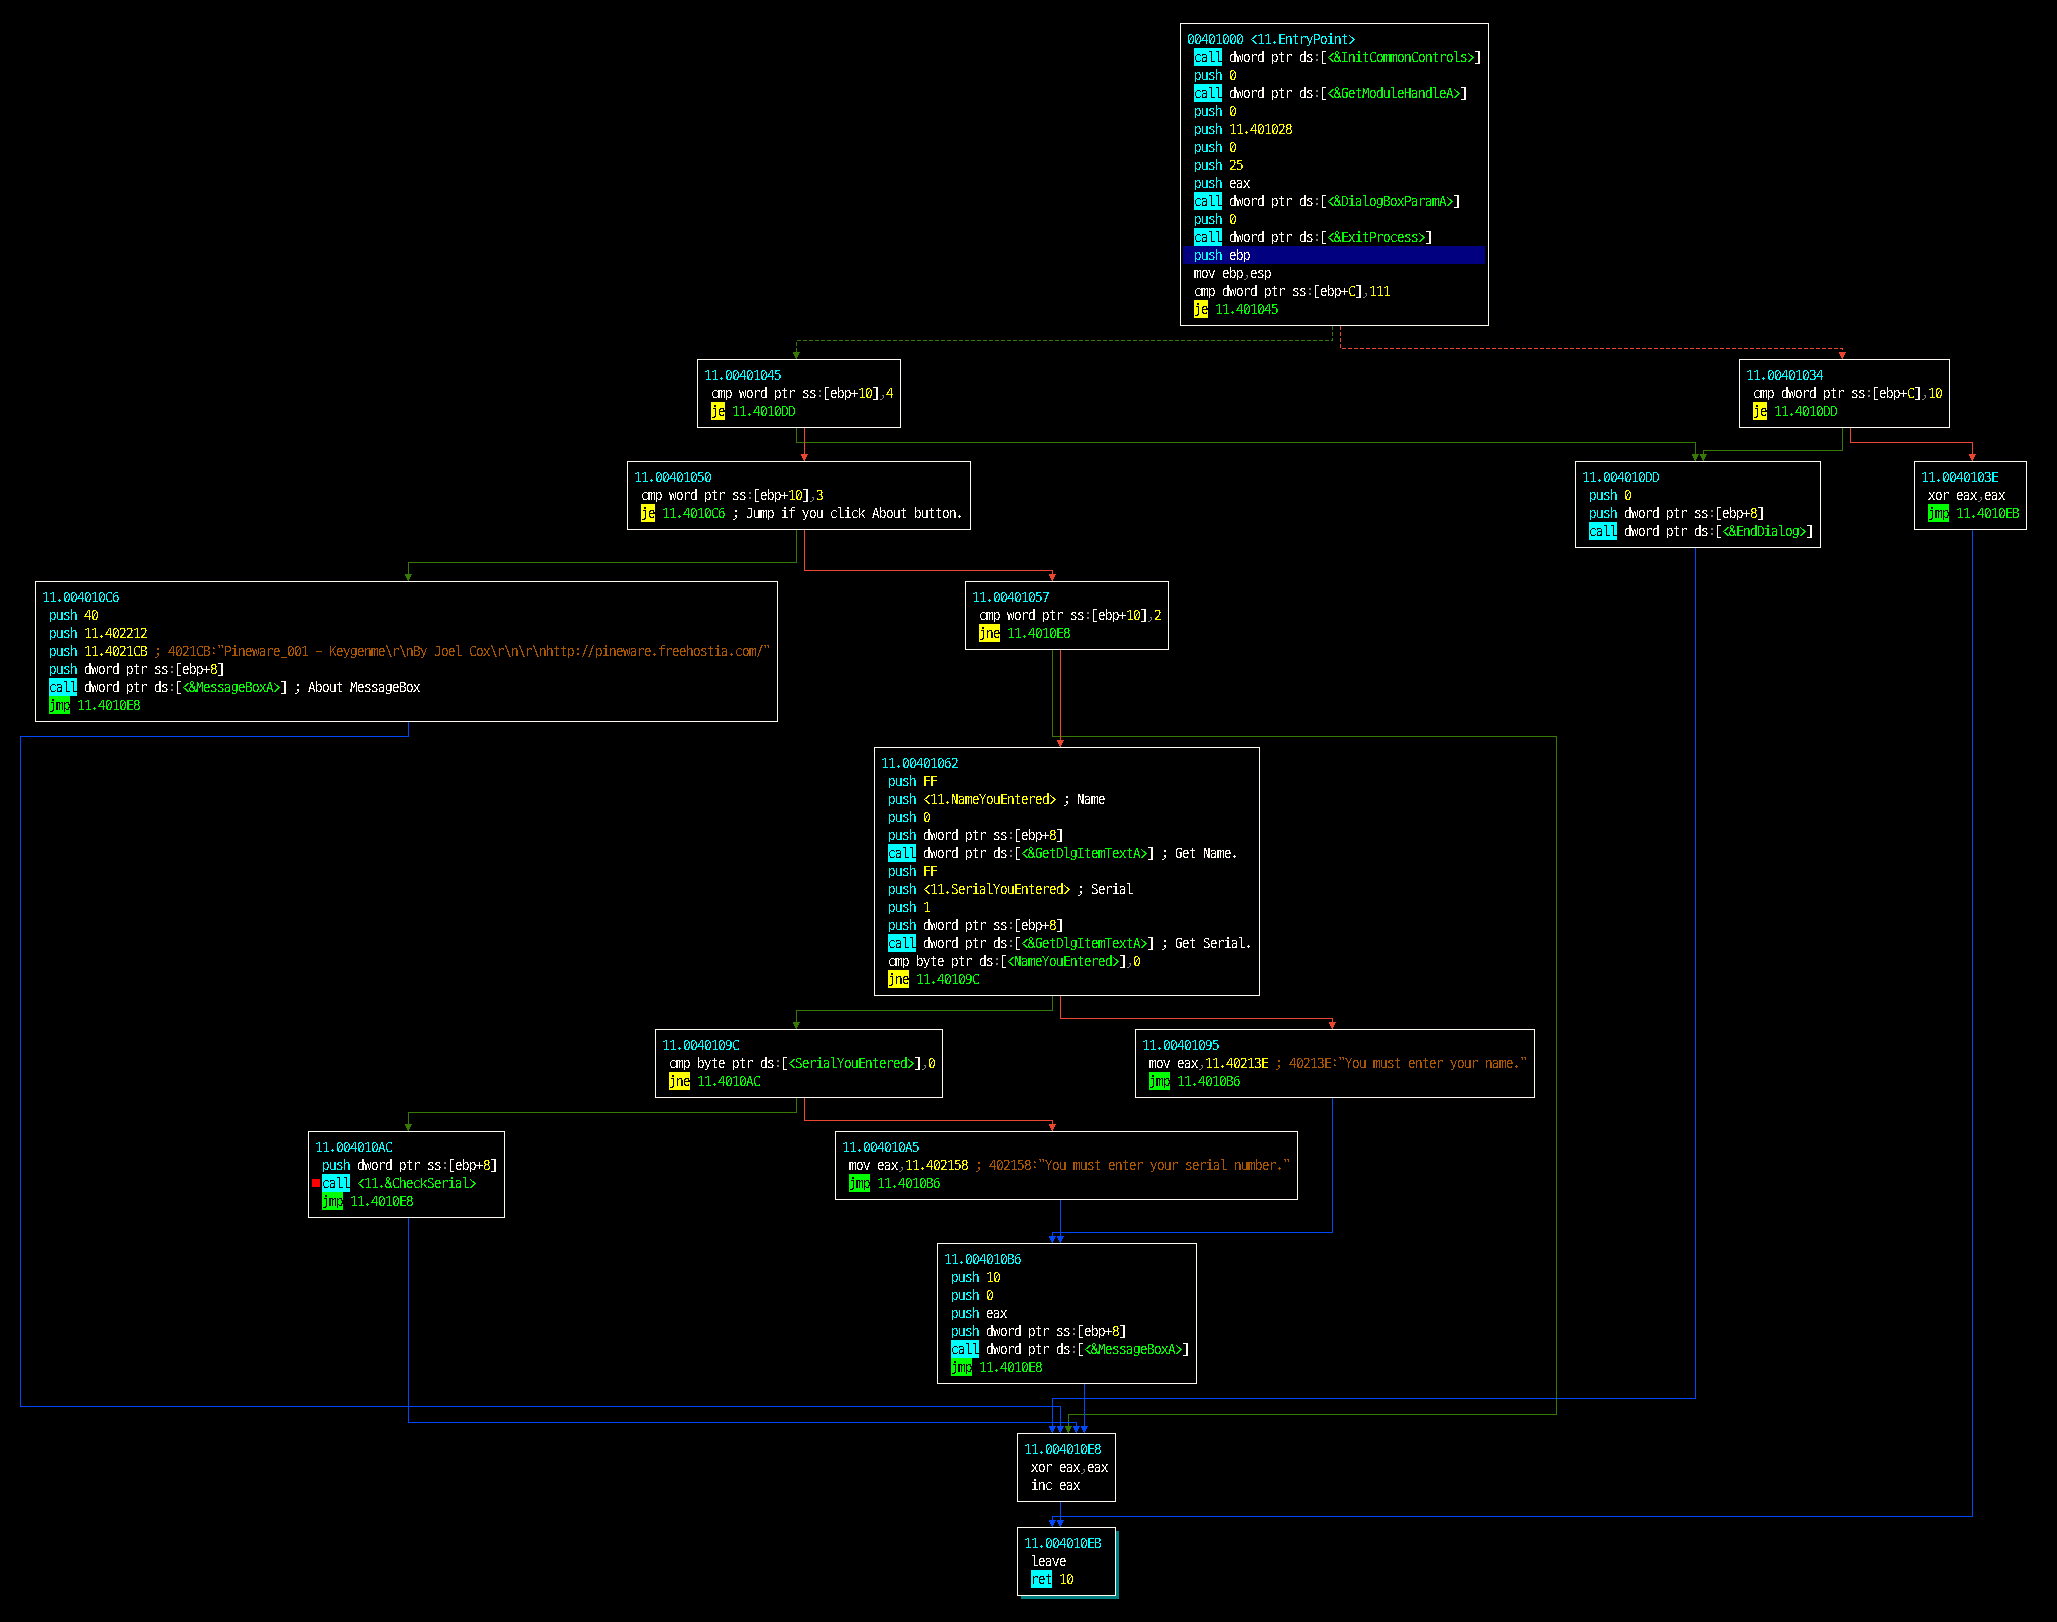 00401000 <11.EntryPoint>
call dword ptr ds:[<&InitCommonControls>]
push 0
call dword ptr ds:[<&GetModuleHandleA>]
push 0
push 11.401028
push 0
push 25
push eax
call dword ptr ds:[<&DialogBoxParamA>]
push 0
call dword ptr ds:[<&ExitProcess>]
push ebp
mov ebp,esp
cmp dword ptr ss:[ebp+C],111
je 11.401045
11.00401045
cmp word ptr ss:[ebp+10],4
je 11.4010DD
11.00401034
cmp dword ptr ss:[ebp+C],10
je 11.4010DD
11.00401050
cmp word ptr ss:[ebp+10],3
je 11.4010C6 ; Jump if you click About button.
11.004010DD
push 0
push dword ptr ss:[ebp+8]
call dword ptr ds:[<&EndDialog>]
11.0040103E
xor eax,eax
jmp 11.4010EB
11.004010C6
push 40
push 11.402212
push 11.4021CB ; 4021CB:"Pineware_001 - Keygenme\r\nBy Joel Cox\r\n\r\nhttp://pineware.freehostia.com/"
push dword ptr ss:[ebp+8]
call dword ptr ds:[<&MessageBoxA>] ; About MessageBox
jmp 11.4010E8
11.00401057
cmp word ptr ss:[ebp+10],2
jne 11.4010E8
11.00401062
push FF
push <11.NameYouEntered> ; Name
push 0
push dword ptr ss:[ebp+8]
call dword ptr ds:[<&GetDlgItemTextA>] ; Get Name.
push FF
push <11.SerialYouEntered> ; Serial
push 1
push dword ptr ss:[ebp+8]
call dword ptr ds:[<&GetDlgItemTextA>] ; Get Serial.
cmp byte ptr ds:[<NameYouEntered>],0
jne 11.40109C
11.0040109C
cmp byte ptr ds:[<SerialYouEntered>],0
jne 11.4010AC
11.00401095
mov eax,11.40213E ; 40213E:"You must enter your name."
jmp 11.4010B6
11.004010AC
push dword ptr ss:[ebp+8]
call <11.&CheckSerial>
jmp 11.4010E8
11.004010A5
mov eax,11.402158 ; 402158:"You must enter your serial number."
jmp 11.4010B6
11.004010B6
push 10
push 0
push eax
push dword ptr ss:[ebp+8]
call dword ptr ds:[<&MessageBoxA>]
jmp 11.4010E8
11.004010E8
xor eax,eax
inc eax
11.004010EB
leave
ret 10